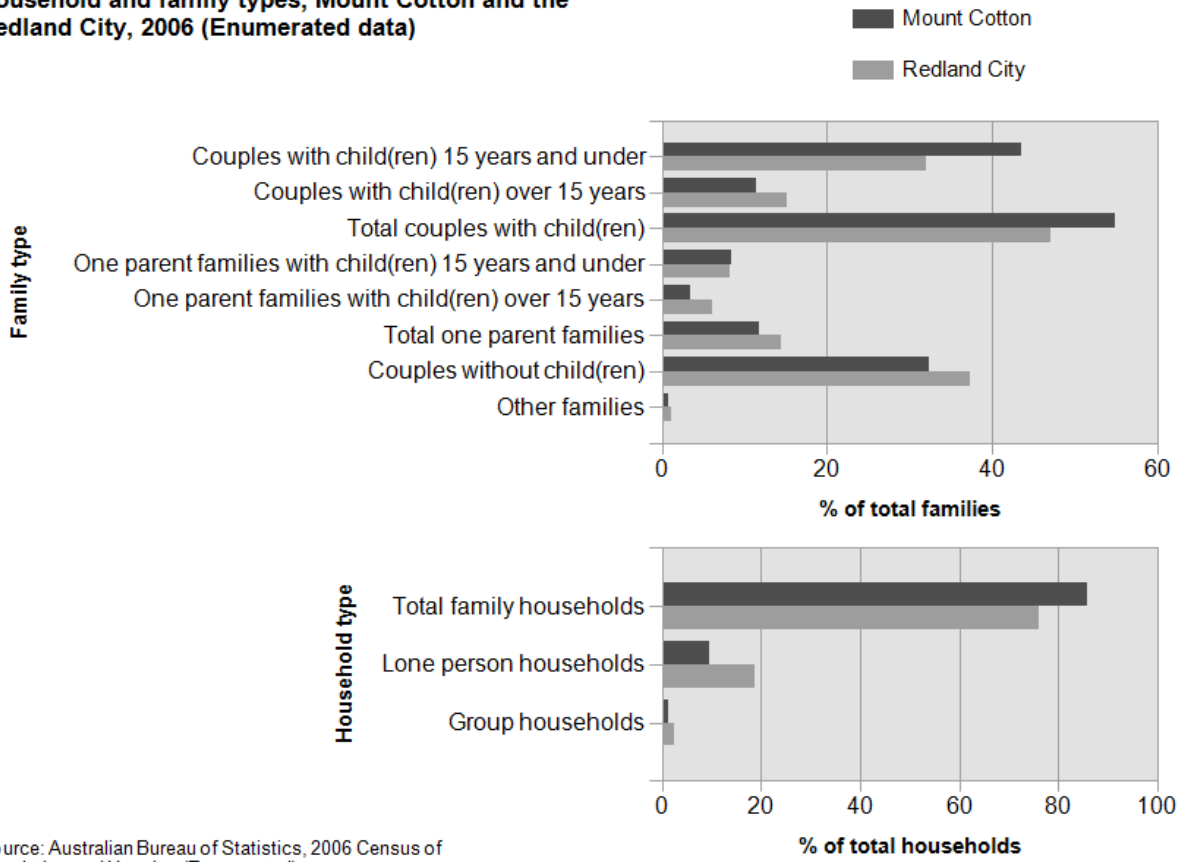 and family types, Mount Cotton and the
City, 2006 (Enumerated data)
Mount Cotton
Redland City
Family type
Couples with child(ren) 15 years and under
Couples with child(ren) over 15 years
Total couples with child(ren)
One parent families with child(ren) 15 years and under
One parent families with child(ren) over 15 years
Total one parent families
Couples without child(ren)
Other families
0 20 40 60
% of total families
Household type
Total family households
Lone person households
Group households
0 20 40 60 80 100
% of total households
Australian Bureau of Statistics, 2006 Census of